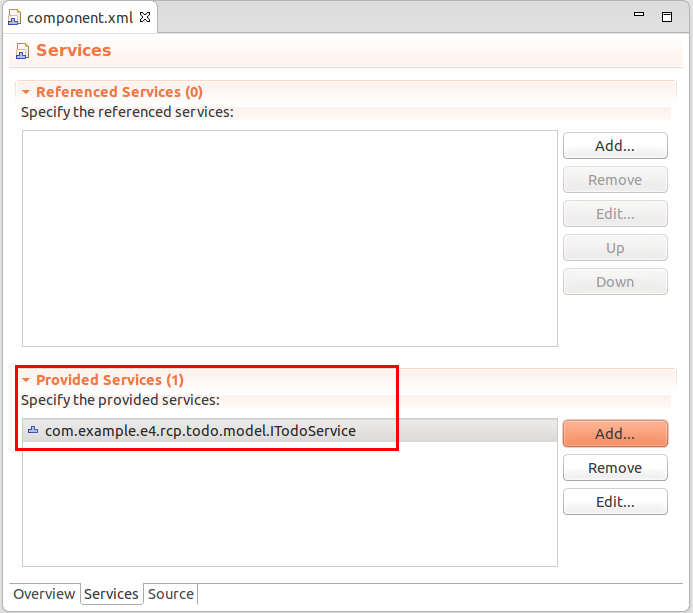 component.xml
Services
Referenced Services (0)
Specify the referenced services:
Add...
Remove
Edit...
Up
Down
Provided Services (1)
Specify the provided services:
com.example.e4.rcp.todo.model.ITodoService
Add...
Remove
Edit...
Overview Services Source